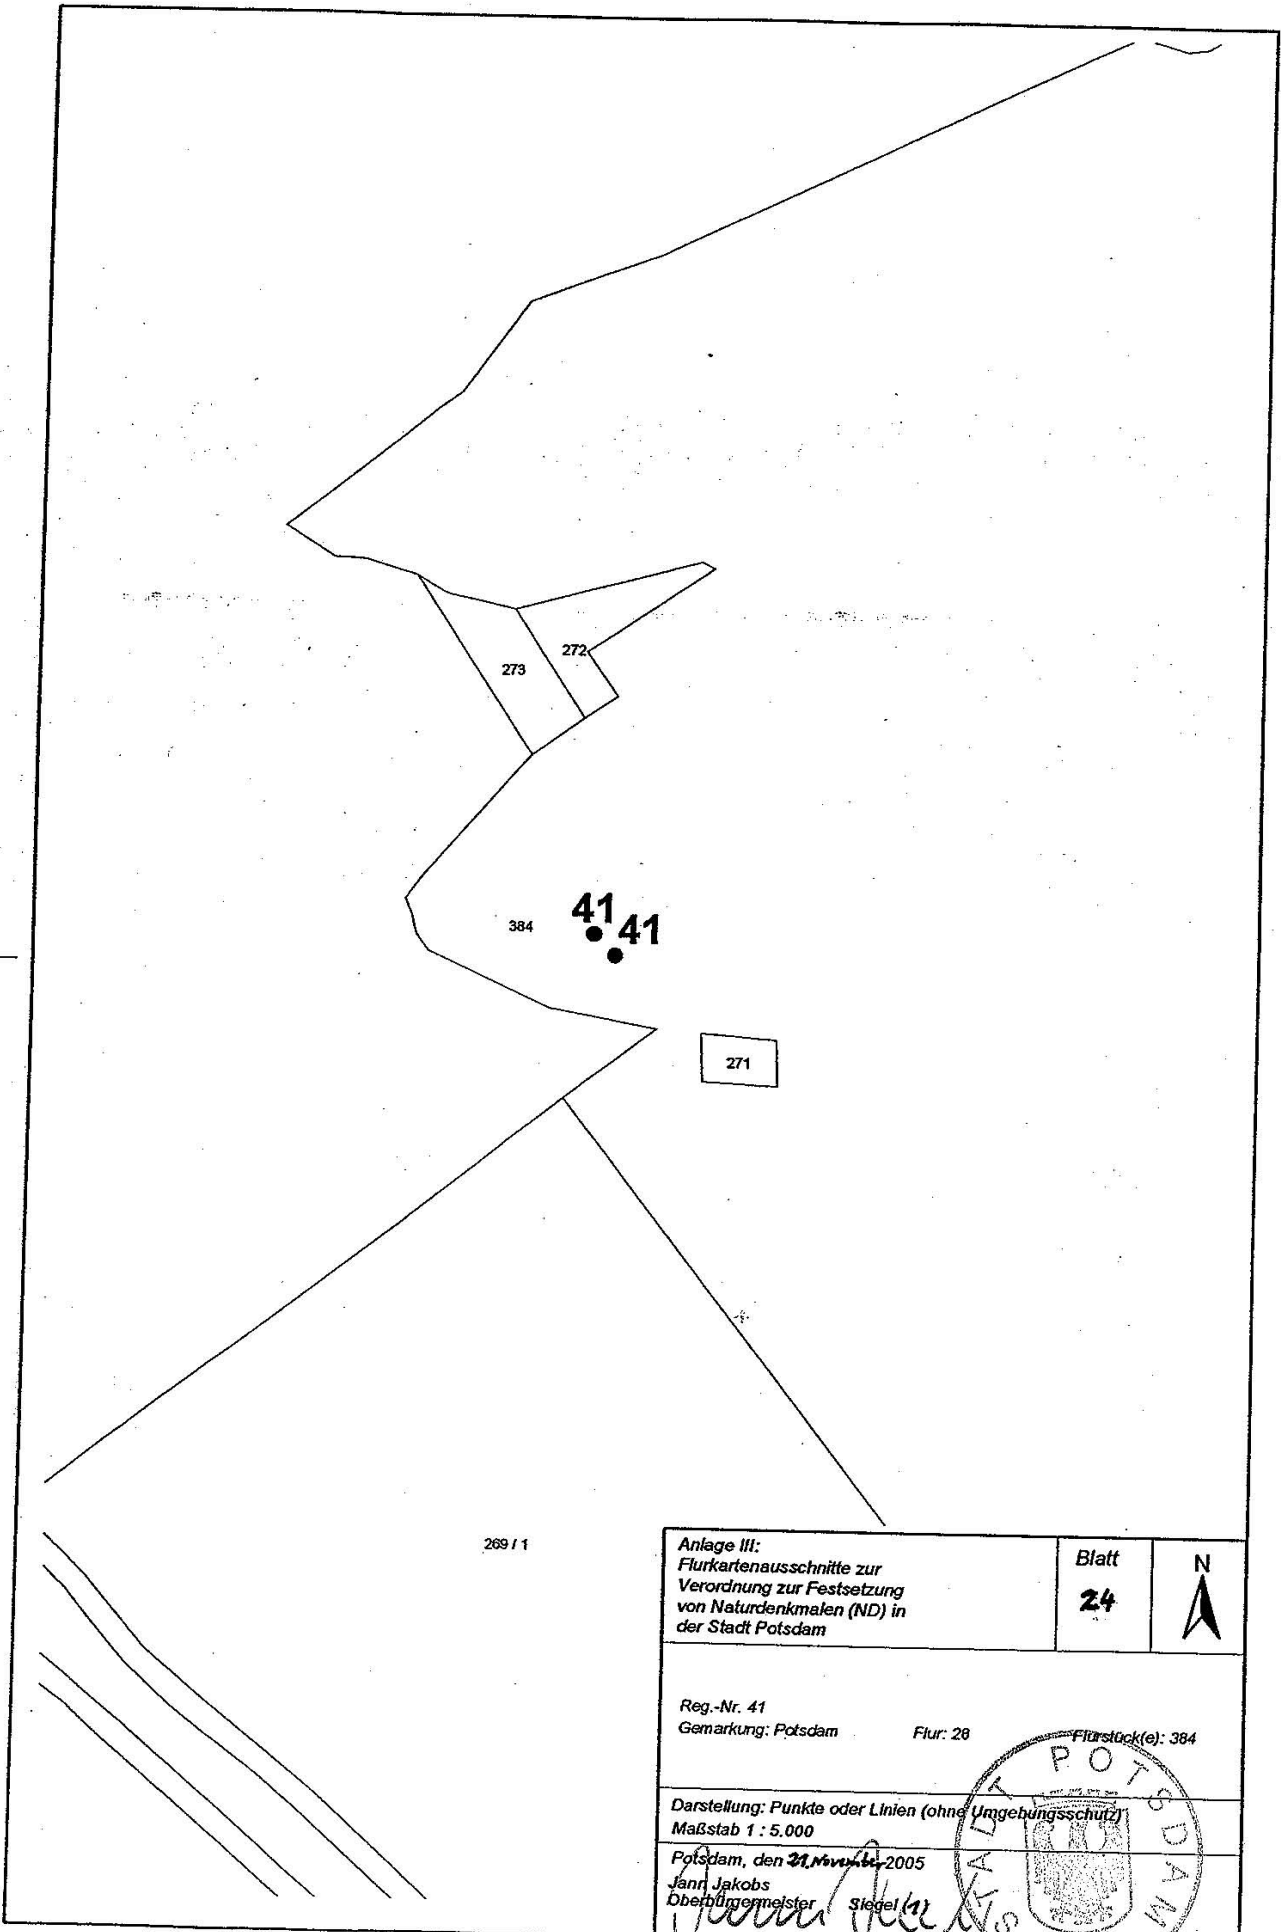 272
273
41
384
41
271
269 / 1
Anlage III:
Flurkartenausschnitte zur
Verordnung zur Festsetzung
von Naturdenkmalen (ND) in
der Stadt Potsdam
Blatt
24
N
Reg.-Nr. 41
Gemarkung: Potsdam Flur: 28 Flurstück(e): 384
Darstellung: Punkte oder Linien (ohne Umgebungsschutz)
Maßstab 1 : 5.000
Potsdam, den 21. November 2005
Jann Jakobs
Oberbürgermeister Siegel (12)
STADT POTSDAM